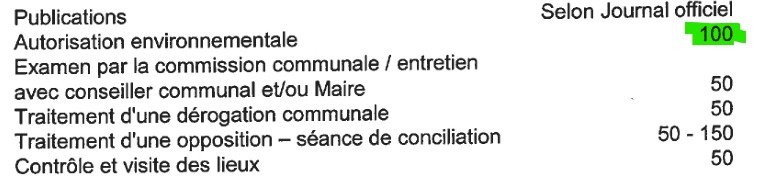 Publications Selon Journal officiel
Autorisation environnementale 100
Examen par la commission communale / entretien
avec conseiller communal et/ou Maire 50
Traitement d'une dérogation communale 50
Traitement d'une opposition – séance de conciliation 50 - 150
Contrôle et visite des lieux 50